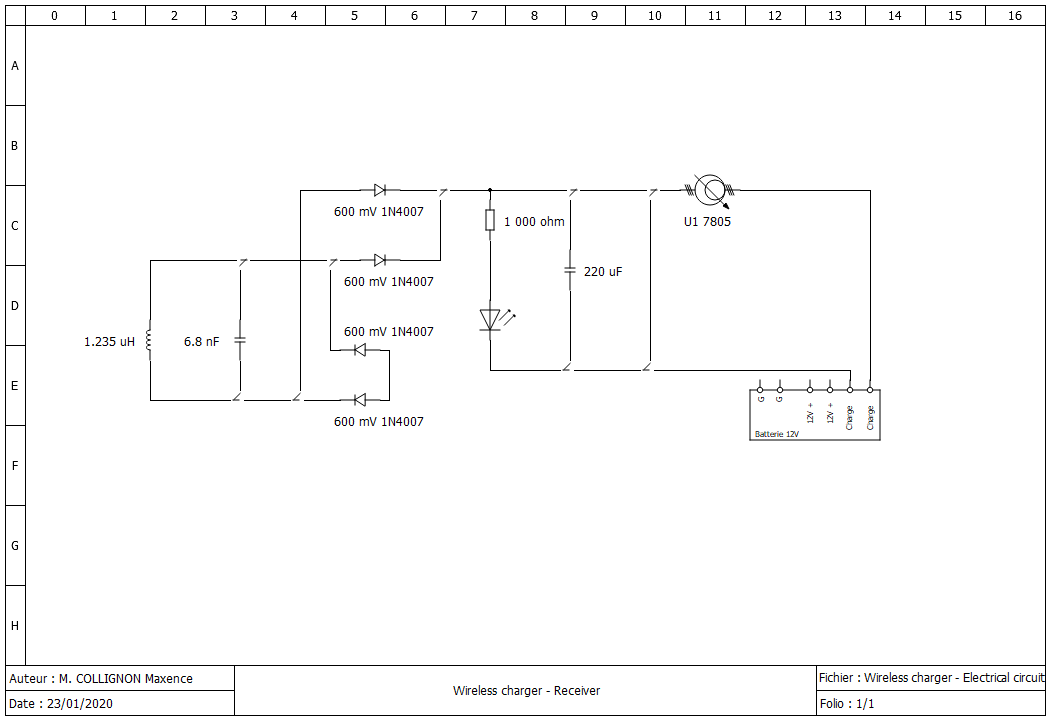 0 1 2 3 4 5 6 7 8 9 10 11 12 13 14 15 16
A
B
C
D
E
F
G
H
600 mV 1N4007
1 000 ohm
U1 7805
600 mV 1N4007
220 uF
600 mV 1N4007
1.235 uH
6.8 nF
600 mV 1N4007
G
G
12V +
12V +
Charge
Charge
Batterie 12V
Auteur : M. COLLIGNON Maxence
Date : 23/01/2020
Wireless charger - Receiver
Fichier : Wireless charger - Electrical circuit
Folio : 1/1